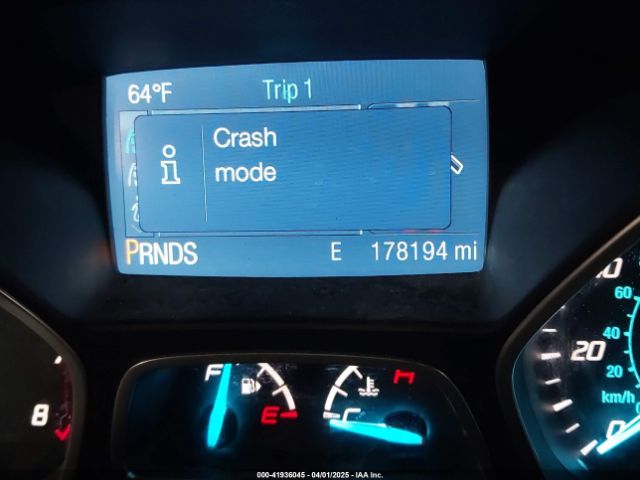 64°F Trip 1
Crash
mode
PRNDS E 178194 mi
60
40
20
20
km/h 0
0
8
F E C H
000-41936045 - 04/01/2025 - IAA Inc.